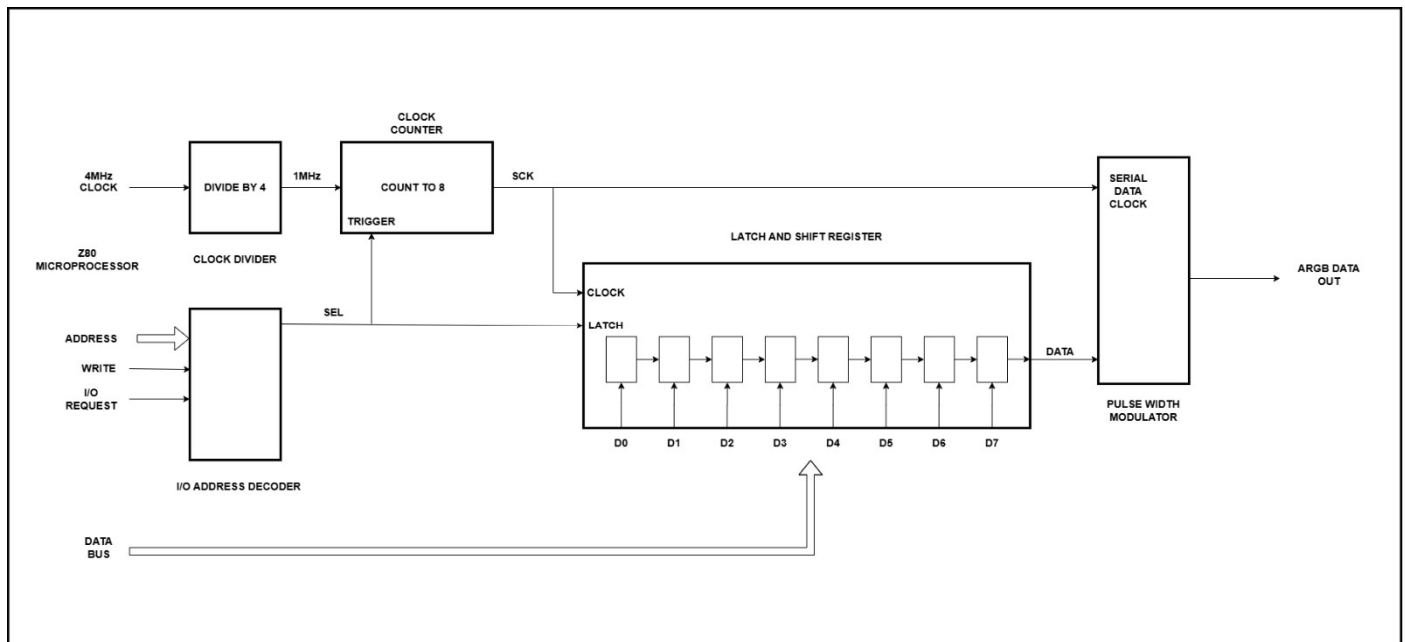 CLOCK
COUNTER
4MHz
CLOCK
DIVIDE BY 4
1MHz
COUNT TO 8
SCK
SERIAL
DATA
CLOCK
TRIGGER
LATCH AND SHIFT REGISTER
Z80
MICROPROCESSOR
CLOCK DIVIDER
ARGB DATA
OUT
CLOCK
SEL
LATCH
ADDRESS
WRITE
I/O
REQUEST
DATA
PULSE WIDTH
MODULATOR
D0 D1 D2 D3 D4 D5 D6 D7
I/O ADDRESS DECODER
DATA
BUS